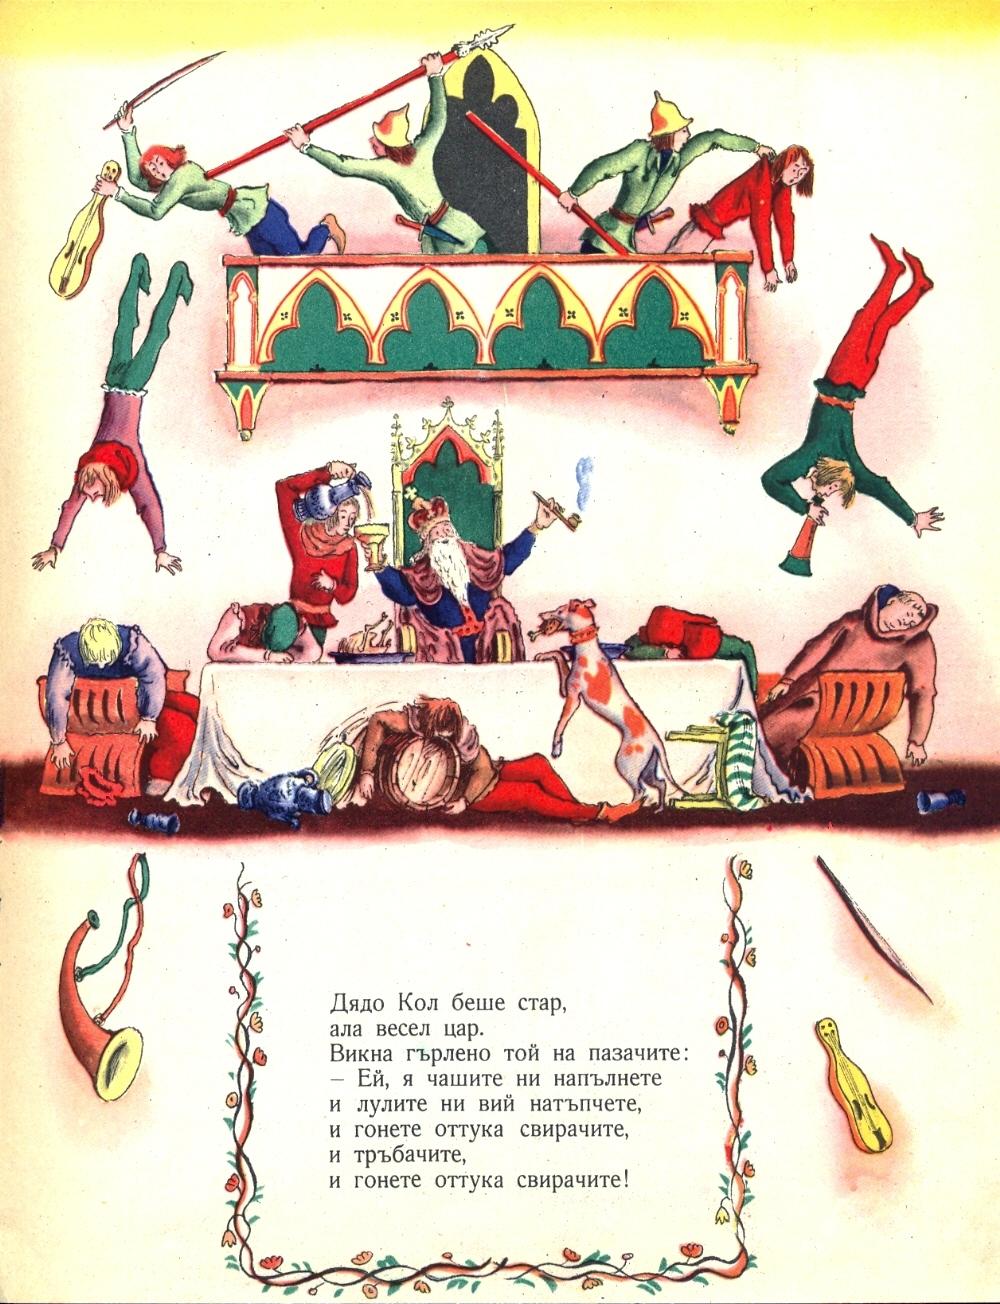 Дядо Кол беше стар,
ала весел цар.
Викна гърлено той на пазачите:
– Ей, я чашите ни напълнете
и лулите ни вий натъпчете,
и гонете оттука свирачите,
и тръбачите,
и гонете оттука свирачите!